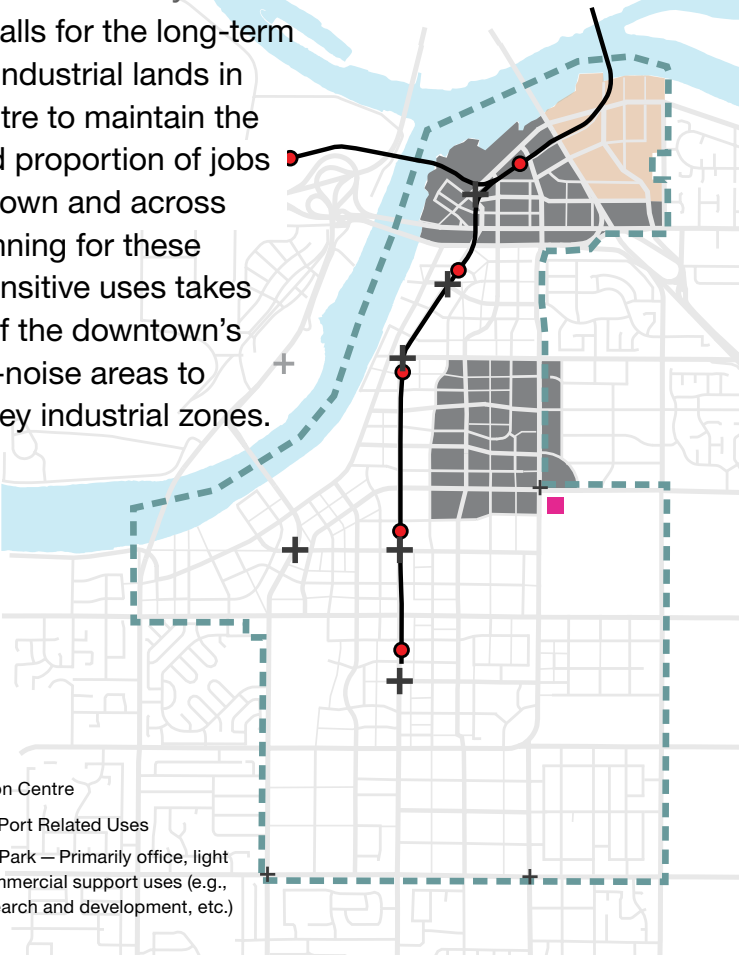 alls for the long-term
ndustrial lands in
tre to maintain the
d proportion of jobs
own and across
nning for these
nsitive uses takes
f the downtown's
-noise areas to
ey industrial zones.
on Centre
Port Related Uses
Park — Primarily office, light
mmercial support uses (e.g.,
earch and development, etc.)